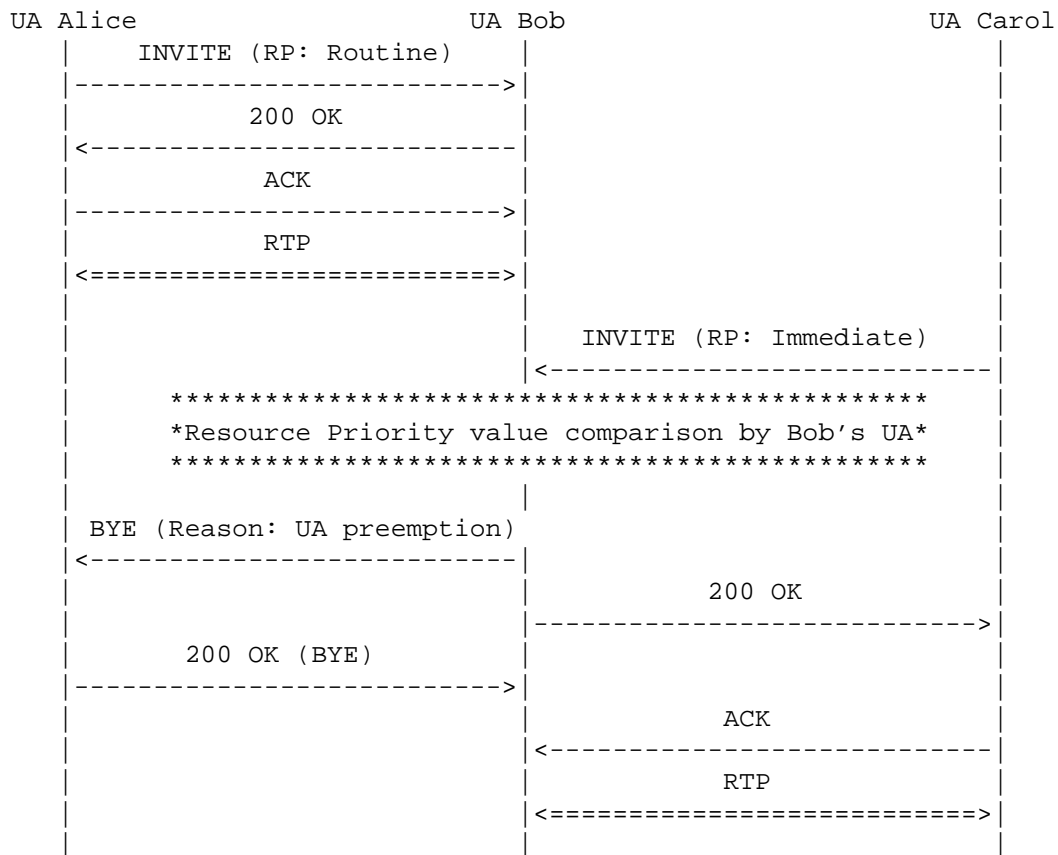 UA Alice UA Bob UA Carol
INVITE (RP: Routine)
200 OK
ACK
RTP
INVITE (RP: Immediate)
************************************************
*Resource Priority value comparison by Bob's UA*
************************************************
BYE (Reason: UA preemption)
200 OK
200 OK (BYE)
ACK
RTP